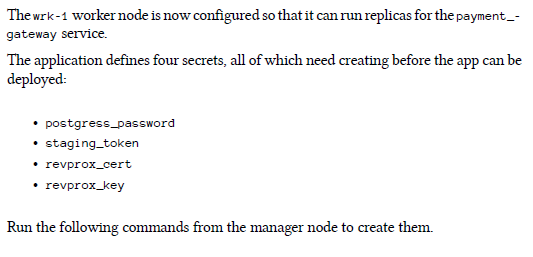 The wrk-1 worker node is now configured so that it can run replicas for the payment_-
gateway service.
The application defines four secrets, all of which need creating before the app can be
deployed:
• postgress_password
• staging_token
• revprox_cert
• revprox_key
Run the following commands from the manager node to create them.